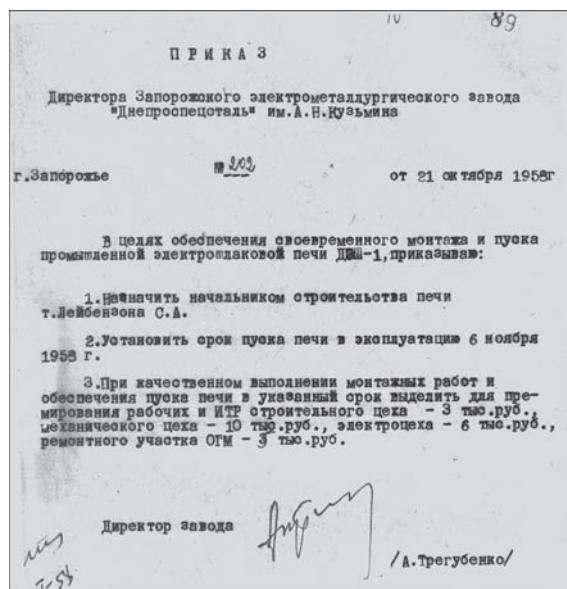 IV 89
ПРИКАЗ
Директора Запорожского электрометаллургического завода
"Днепроспецсталь" им.А.Н.Кузьмина
г.Запорожье № 202 от 21 октября 1958г
В целях обеспечения своевременного монтажа и пуска
промышленной электрошлаковой печи ДЭШ-1,приказываю:
1.Назначить начальником строительства печи
т.Лейбензона С.А.
2.Установить срок пуска печи в эксплуатацию 6 ноября
1958 г.
3.При качественном выполнении монтажных работ и
обеспечения пуска печи в указанный срок выделить для пре-
мирования рабочих и ИТР строительного цеха - 3 тыс.руб.,
механического цеха - 10 тыс.руб., электроцеха - 6 тыс.руб.,
ремонтного участка ОГМ - 3 тыс.руб.
Директор завода
/А.Трегубенко/